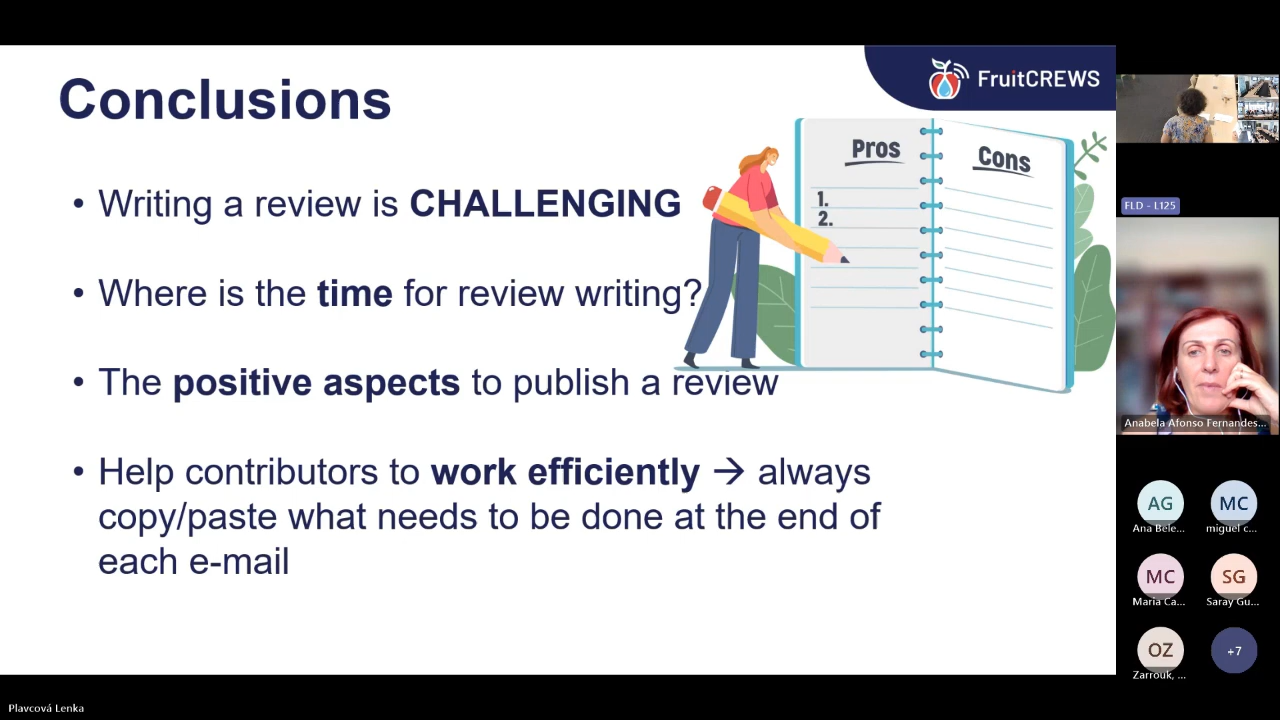 Conclusions
FruitCREWS
Pros
Cons
1.
2.
• Writing a review is CHALLENGING
• Where is the time for review writing?
• The positive aspects to publish a review
• Help contributors to work efficiently → always
copy/paste what needs to be done at the end of
each e-mail
FLD - L125
Anabela Afonso Fernandes...
AG
MC
Ana Bele...
miguel c...
MC
SG
Maria Ca...
Saray Gu...
OZ
+7
Zarrouk, ...
Plavcová Lenka